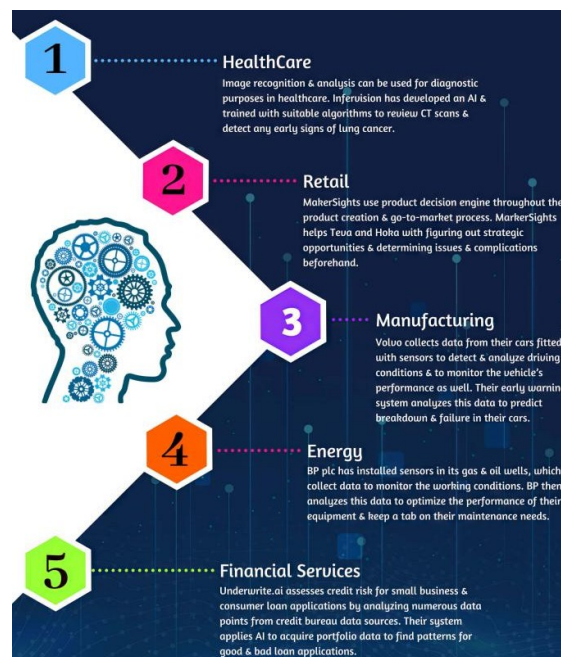 1
HealthCare
Image recognition & analysis can be used for diagnostic
purposes in healthcare. Infervision has developed an AI &
trained with suitable algorithms to review CT scans &
detect any early signs of lung cancer.
2
Retail
MakerSights use product decision engine throughout the
product creation & go-to-market process. MarkerSights
helps Teva and Hoka with figuring out strategic
opportunities & determining issues & complications
beforehand.
3
Manufacturing
Volvo collects data from their cars fitted
with sensors to detect & analyze driving
conditions & to monitor the vehicle's
performance as well. Their early warnin
system analyzes this data to predict
breakdown & failure in their cars.
4
Energy
BP plc has installed sensors in its gas & oil wells, which
collect data to monitor the working conditions. BP then
analyzes this data to optimize the performance of their
equipment & keep a tab on their maintenance needs.
5
Financial Services
Underwrite.ai assesses credit risk for small business &
consumer loan applications by analyzing numerous data
points from credit bureau data sources. Their system
applies AI to acquire portfolio data to find patterns for
good & bad loan applications.